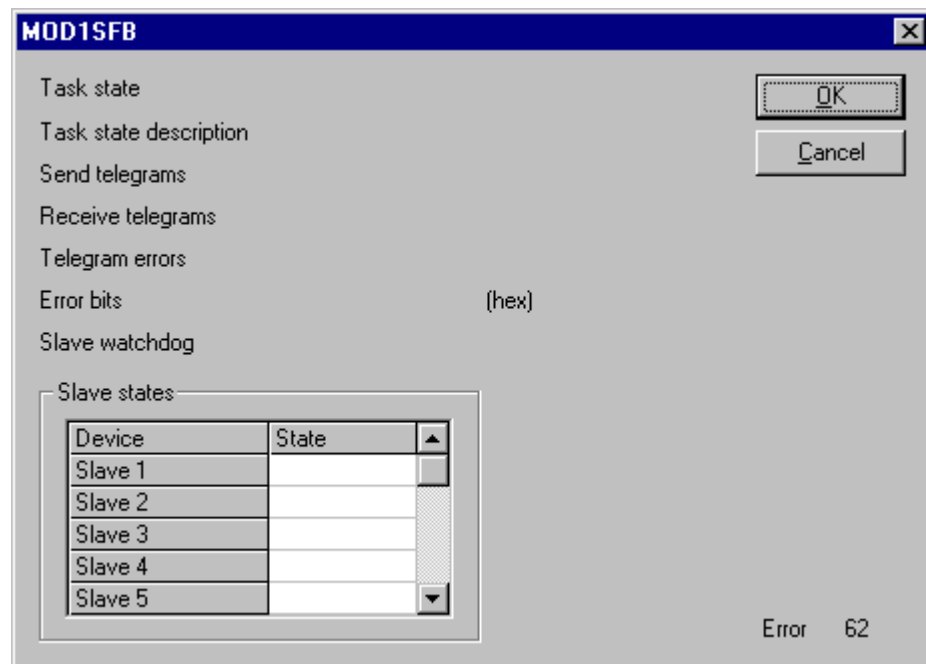 MOD1SFB
Task state
OK
Task state description
Cancel
Send telegrams
Receive telegrams
Telegram errors
Error bits (hex)
Slave watchdog
Slave states
Device State
Slave 1
Slave 2
Slave 3
Slave 4
Slave 5
Error 62